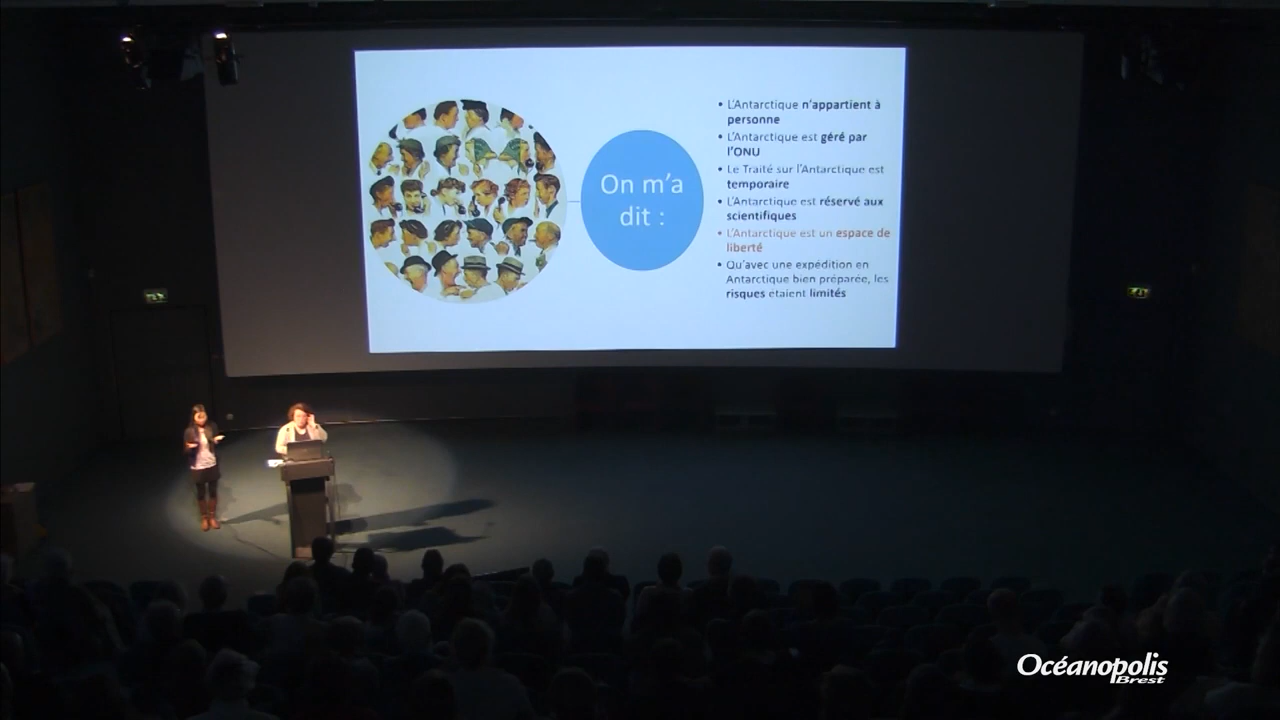 On m'a
dit :
• L'Antarctique n'appartient à
personne
• L'Antarctique est géré par
l'ONU
• Le Traité sur l'Antarctique est
temporaire
• L'Antarctique est réservé aux
scientifiques
• L'Antarctique est un espace de
liberté
• Qu'avec une expédition en
Antarctique bien préparée, les
risques étaient limités
Océanopolis
Brest